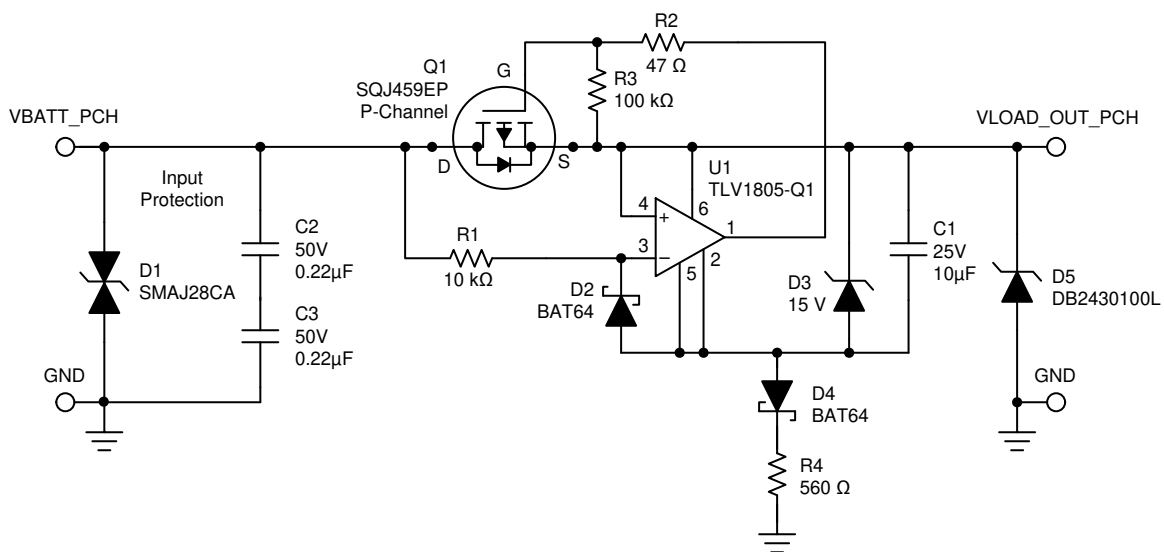 R2
47 Ω
Q1
SQJ459EP
P-Channel
G
R3
100 kΩ
VBATT_PCH
VLOAD_OUT_PCH
D
S
U1
TLV1805-Q1
Input
Protection
4
6
+
1
C2
50V
0.22µF
R1
10 kΩ
3
–
2
5
C1
25V
10µF
D1
SMAJ28CA
D2
BAT64
D3
15 V
D5
DB2430100L
C3
50V
0.22µF
GND
GND
D4
BAT64
R4
560 Ω